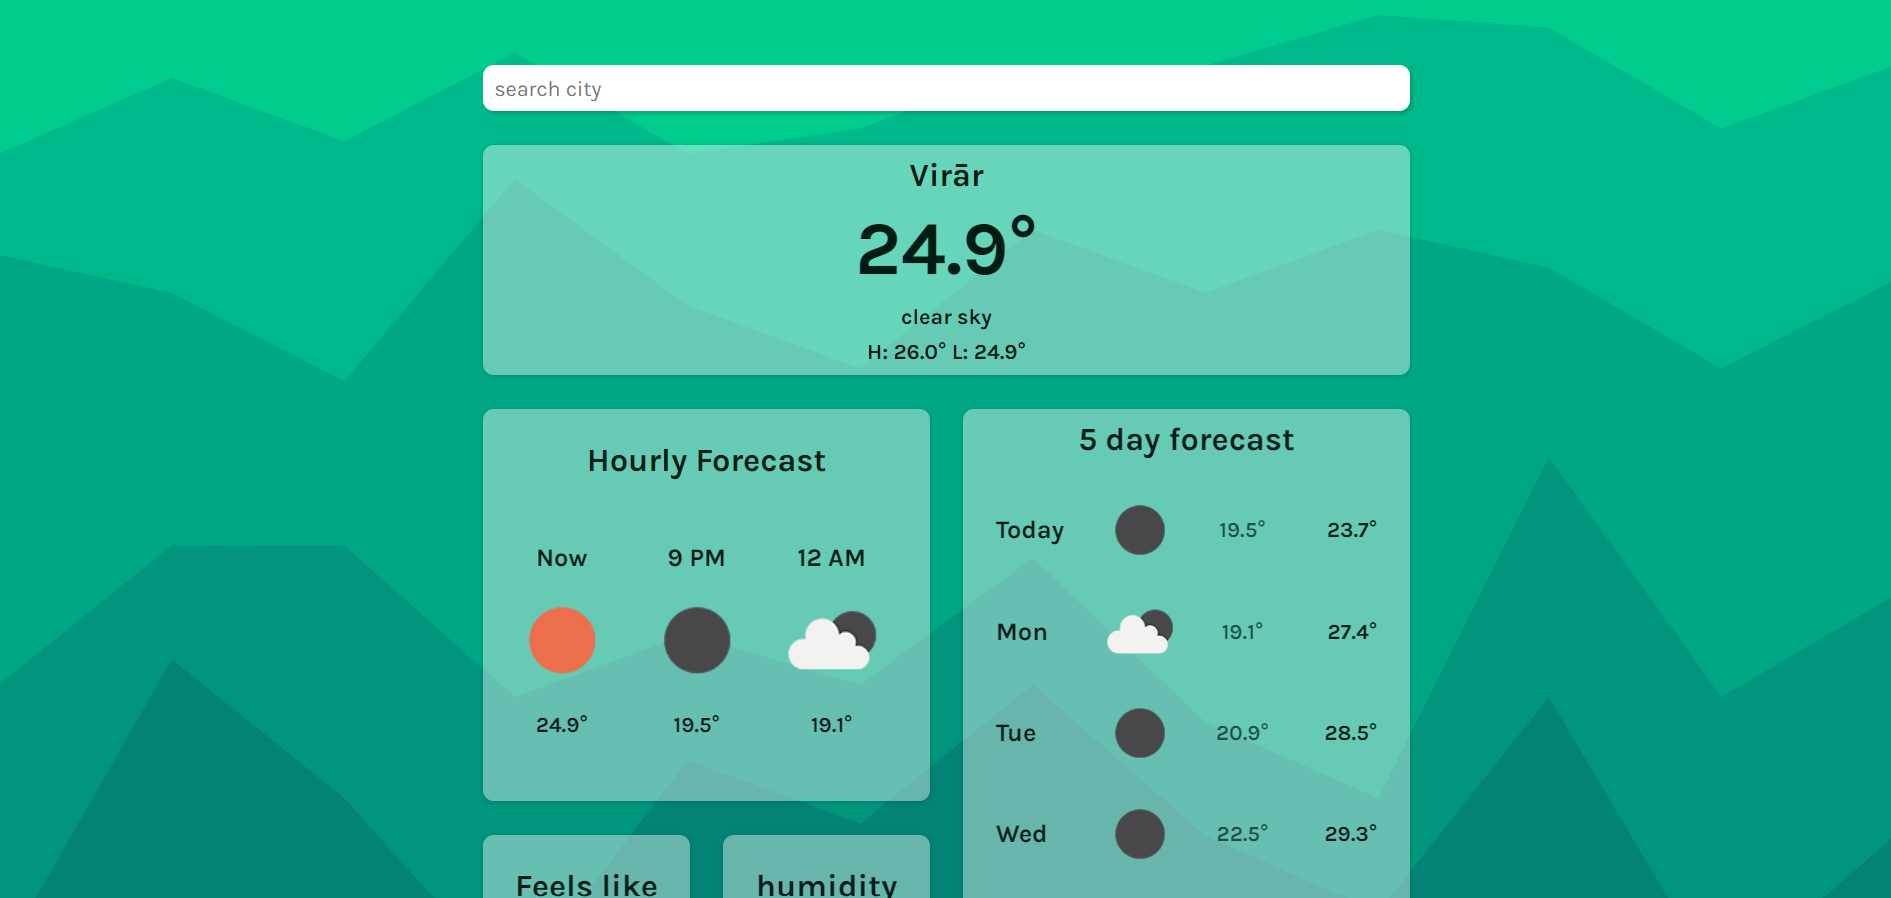 search city
Virār
24.9°
clear sky
H: 26.0° L: 24.9°
Hourly Forecast
Now 9 PM 12 AM
24.9° 19.5° 19.1°
5 day forecast
Today 19.5° 23.7°
Mon 19.1° 27.4°
Tue 20.9° 28.5°
Wed 22.5° 29.3°
Feels like
humidity